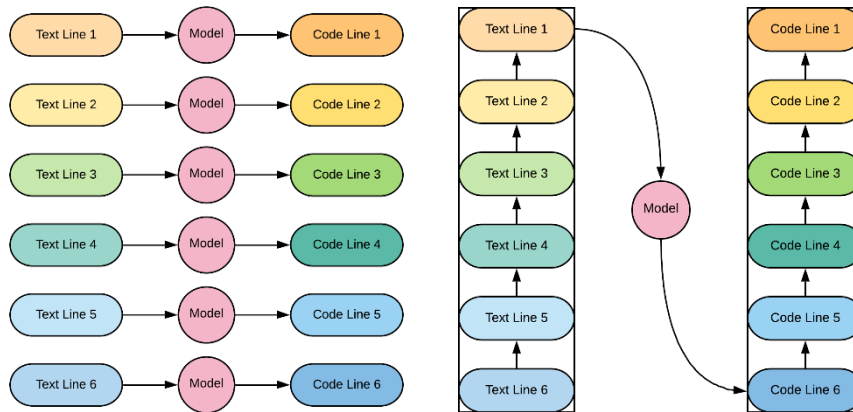 Text Line 1 Model Code Line 1
Text Line 2 Model Code Line 2
Text Line 3 Model Code Line 3
Text Line 4 Model Code Line 4
Text Line 5 Model Code Line 5
Text Line 6 Model Code Line 6
Text Line 1
Text Line 2
Text Line 3
Text Line 4
Text Line 5
Text Line 6
Model
Code Line 1
Code Line 2
Code Line 3
Code Line 4
Code Line 5
Code Line 6